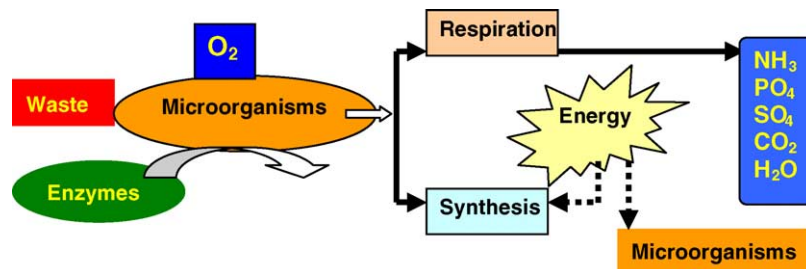 O₂
Waste
Microorganisms
Enzymes
Respiration
Energy
Synthesis
NH₃
PO₄
SO₄
CO₂
H₂O
Microorganisms